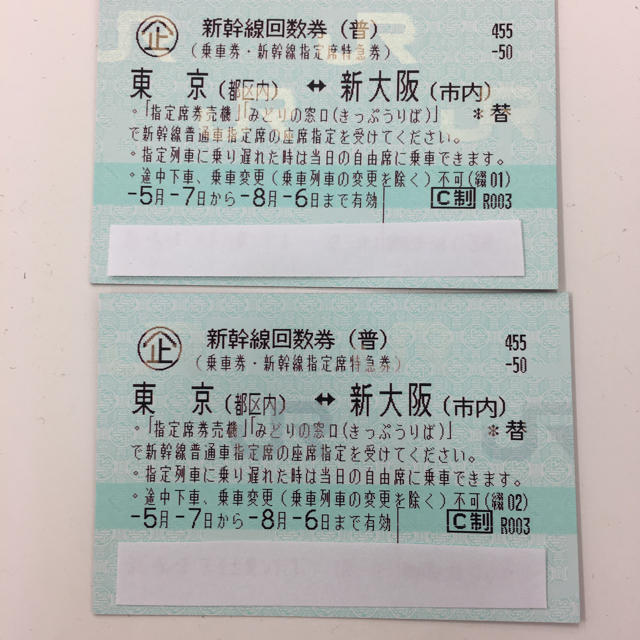 企 新幹線回数券(普) 455
(乗車券・新幹線指定席特急券) -50
東 京(都区内) ↔ 新大阪(市内)
・「指定席券売機」「みどりの窓口(きっぷうりば)」 *替
で新幹線普通車指定席の座席指定を受けてください。
・指定列車に乗り遅れた時は当日の自由席に乗車できます。
・途中下車、乗車変更(乗車列車の変更を除く)不可(綴01)
-5月-7日から-8月-6日まで有効 C制 R003
企 新幹線回数券(普) 455
(乗車券・新幹線指定席特急券) -50
東 京(都区内) ↔ 新大阪(市内)
・「指定席券売機」「みどりの窓口(きっぷうりば)」 *替
で新幹線普通車指定席の座席指定を受けてください。
・指定列車に乗り遅れた時は当日の自由席に乗車できます。
・途中下車、乗車変更(乗車列車の変更を除く)不可(綴02)
-5月-7日から-8月-6日まで有効 C制 R003